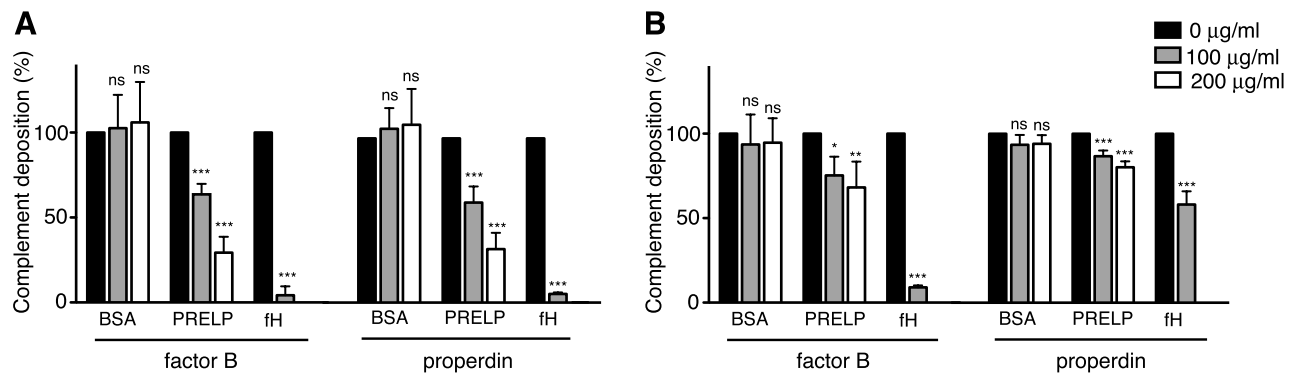 A
Complement deposition (%)
100
50
0
ns
ns
***
***
***
ns
ns
***
***
***
BSA
PRELP
fH
BSA
PRELP
fH
factor B
properdin
B
Complement deposition (%)
100
50
0
ns
ns
*
**
***
ns
ns
***
***
***
BSA
PRELP
fH
BSA
PRELP
fH
factor B
properdin
0 μg/ml
100 μg/ml
200 μg/ml